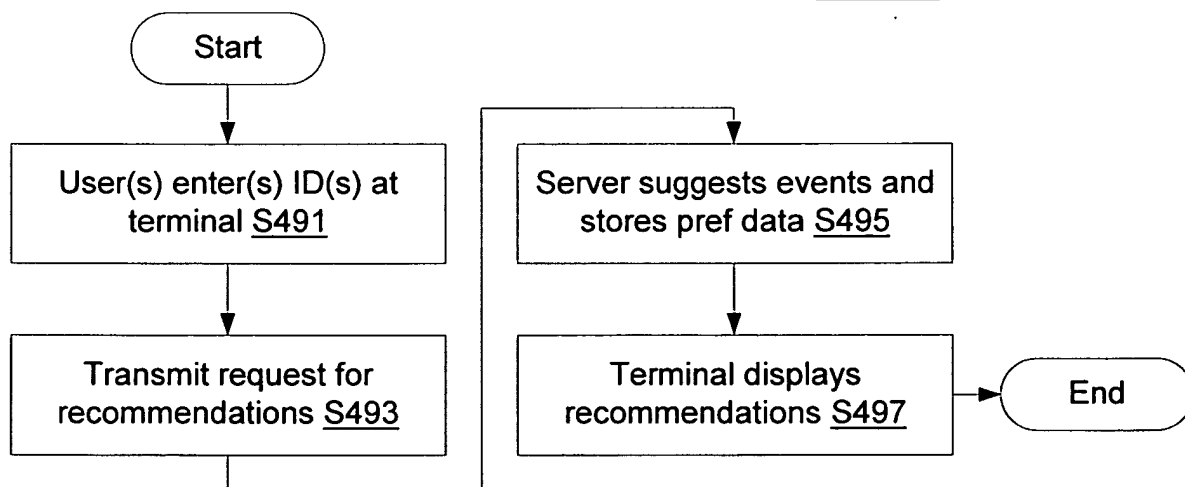 Start
User(s) enter(s) ID(s) at
terminal S491
Transmit request for
recommendations S493
Server suggests events and
stores pref data S495
Terminal displays
recommendations S497
End